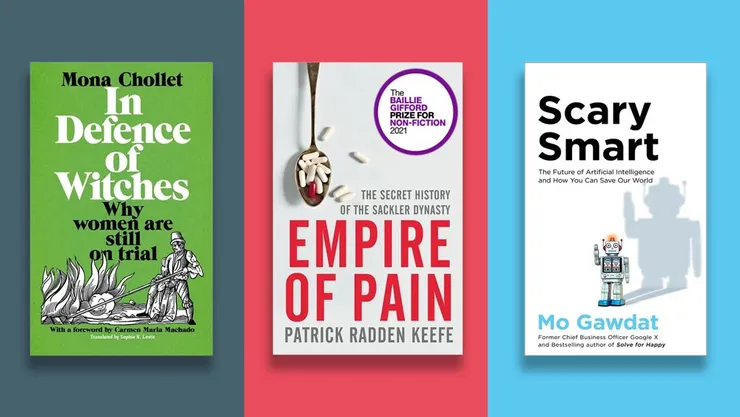 Mona Chollet
In
Defence
of
Witches
Why
women are
still
on trial
With a foreword by Carmen Maria Machado
Translated by Sophie R. Lewis
The
BAILLIE
GIFFORD
PRIZE FOR
NON-FICTION
2021
THE SECRET HISTORY
OF THE SACKLER DYNASTY
EMPIRE
OF PAIN
PATRICK RADDEN KEEFE
Scary
Smart
The Future of Artificial Intelligence
and How You Can Save Our World
Mo Gawdat
Former Chief Business Officer Google X
and Bestselling author of Solve for Happy